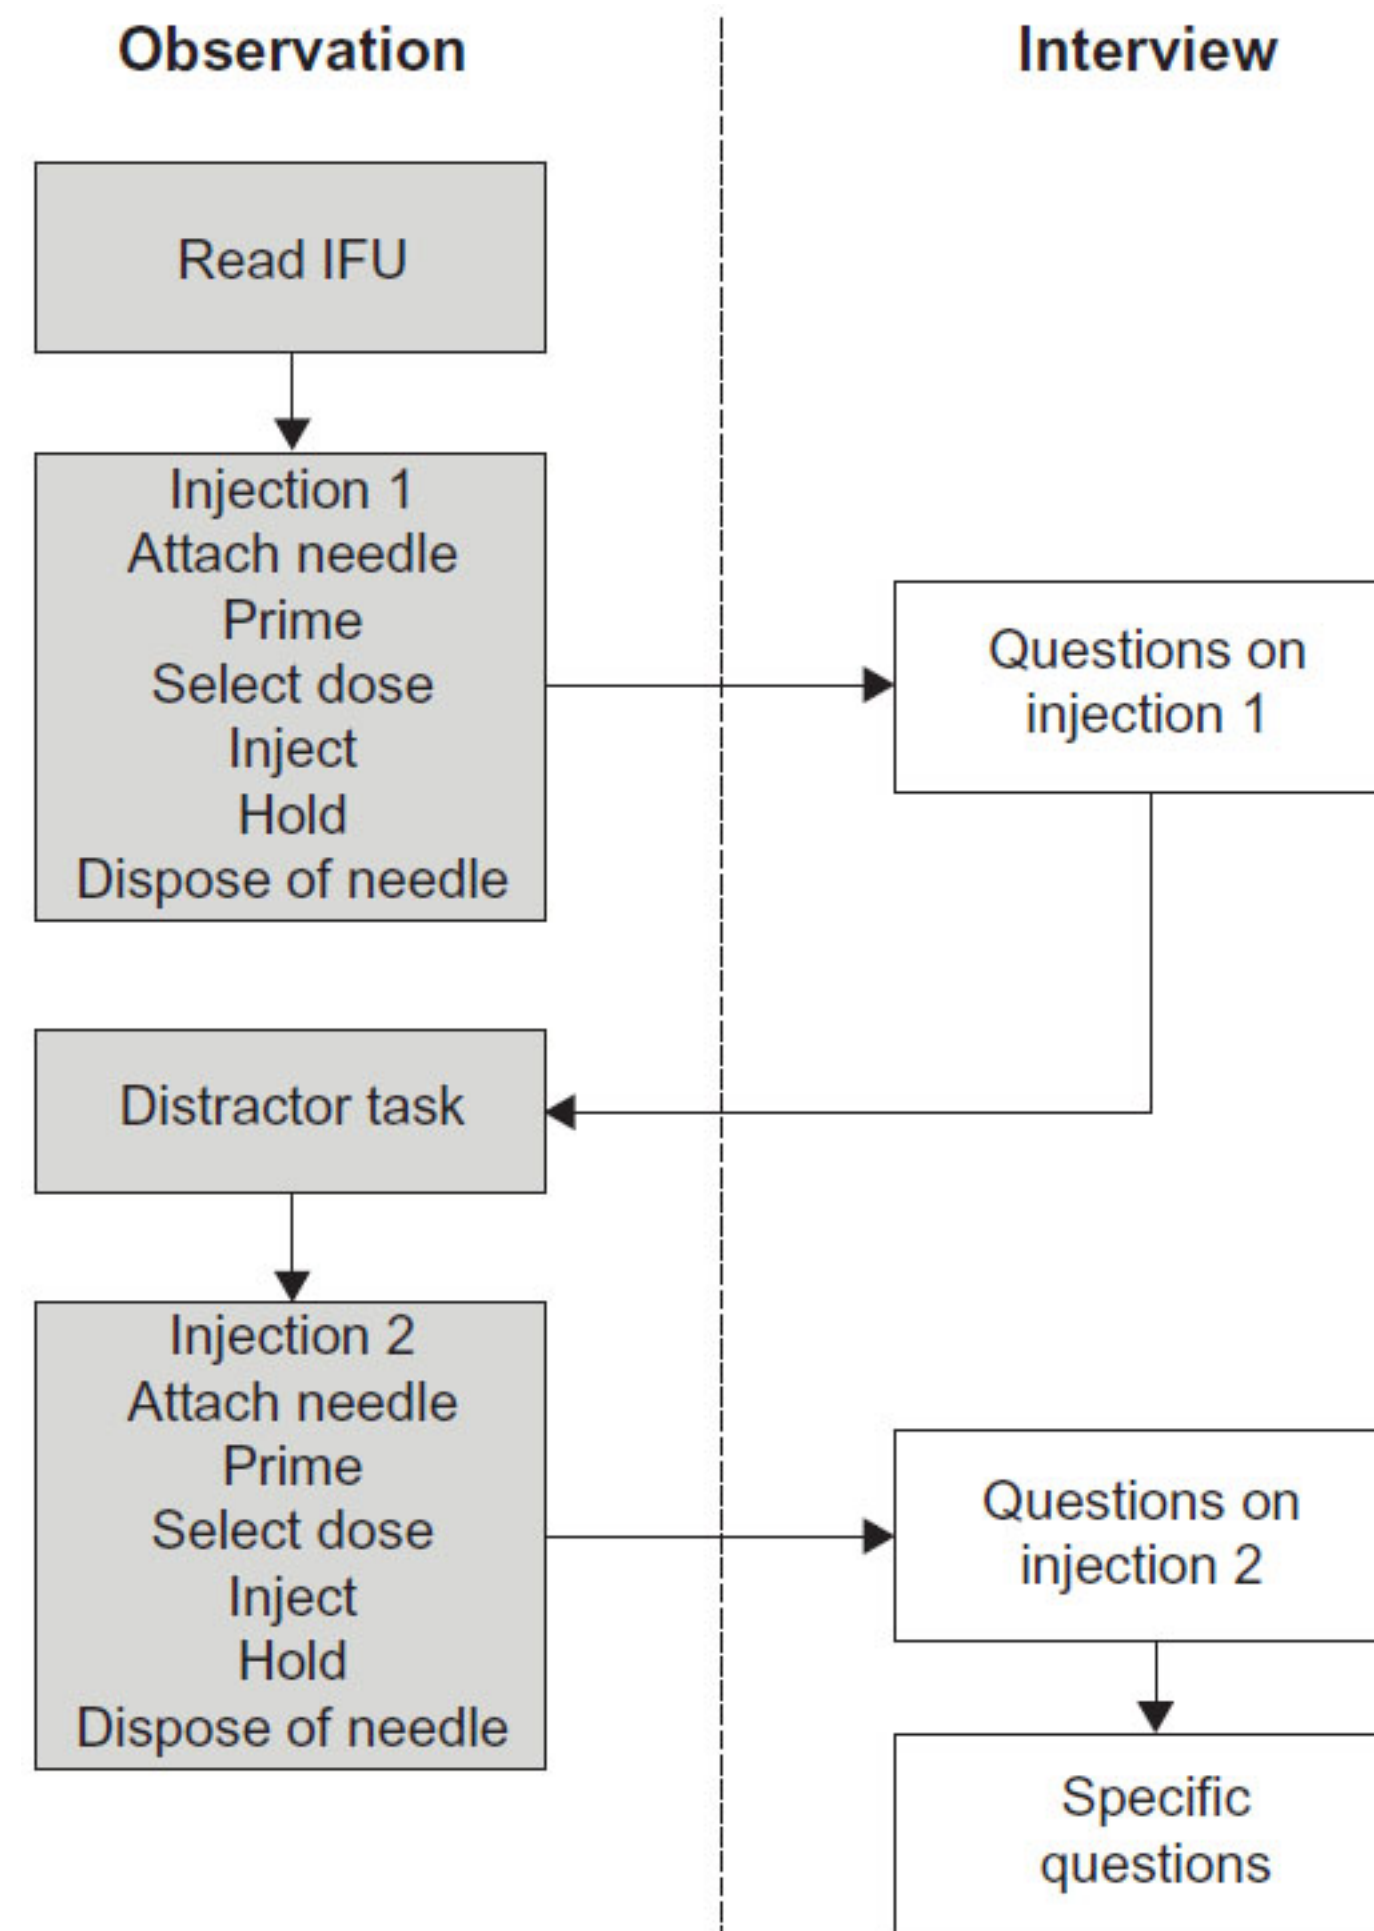 Observation
Interview
Read IFU
Injection 1
Attach needle
Prime
Select dose
Inject
Hold
Dispose of needle
Questions on
injection 1
Distractor task
Injection 2
Attach needle
Prime
Select dose
Inject
Hold
Dispose of needle
Questions on
injection 2
Specific
questions